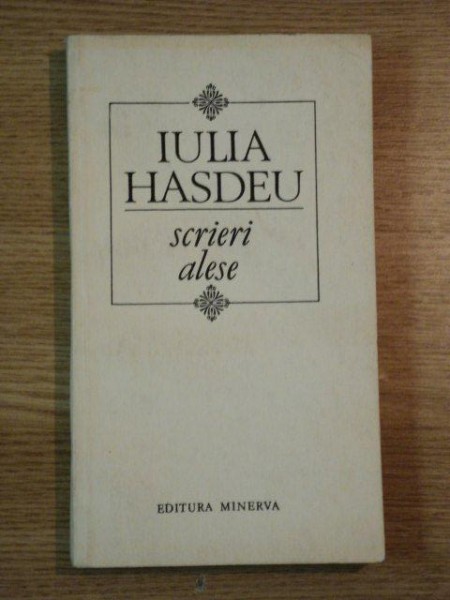 IULIA
HASDEU
scrieri
alese
EDITURA MINERVA